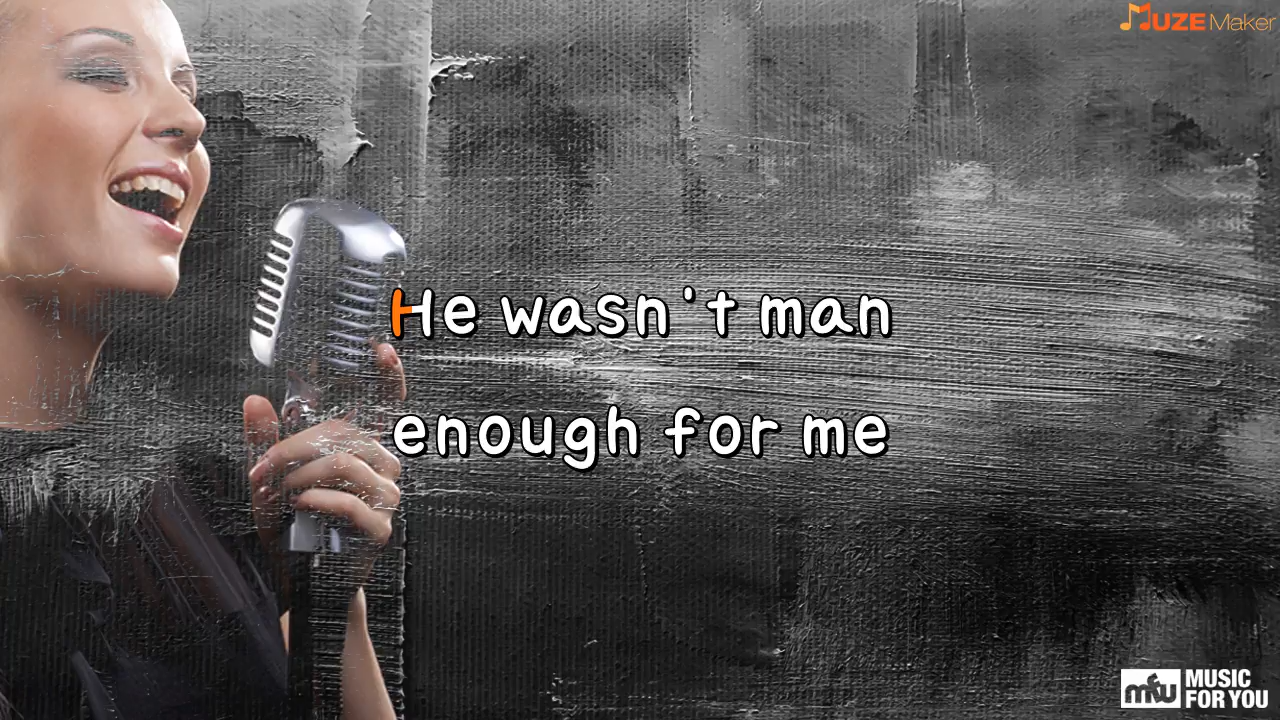 MUZE Maker
He wasn't man
enough for me
mfu MUSIC
FOR YOU